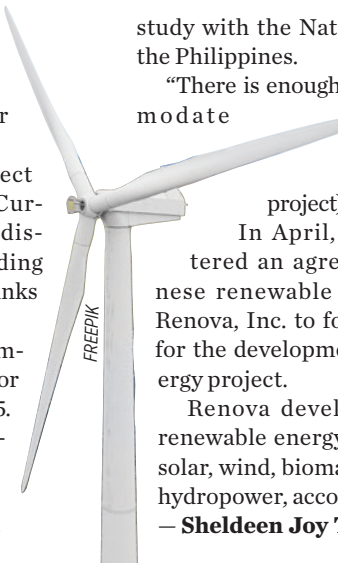 r
ect
Cur-
dis-
ding
nks
m-
or
5.
-
FREEPIK
study with the Nat
the Philippines.
“There is enough
modate
project)
In April,
tered an agre
nese renewable
Renova, Inc. to fo
for the developme
ergy project.
Renova devel
renewable energy
solar, wind, bioma
hydropower, acco
— Sheldeen Joy